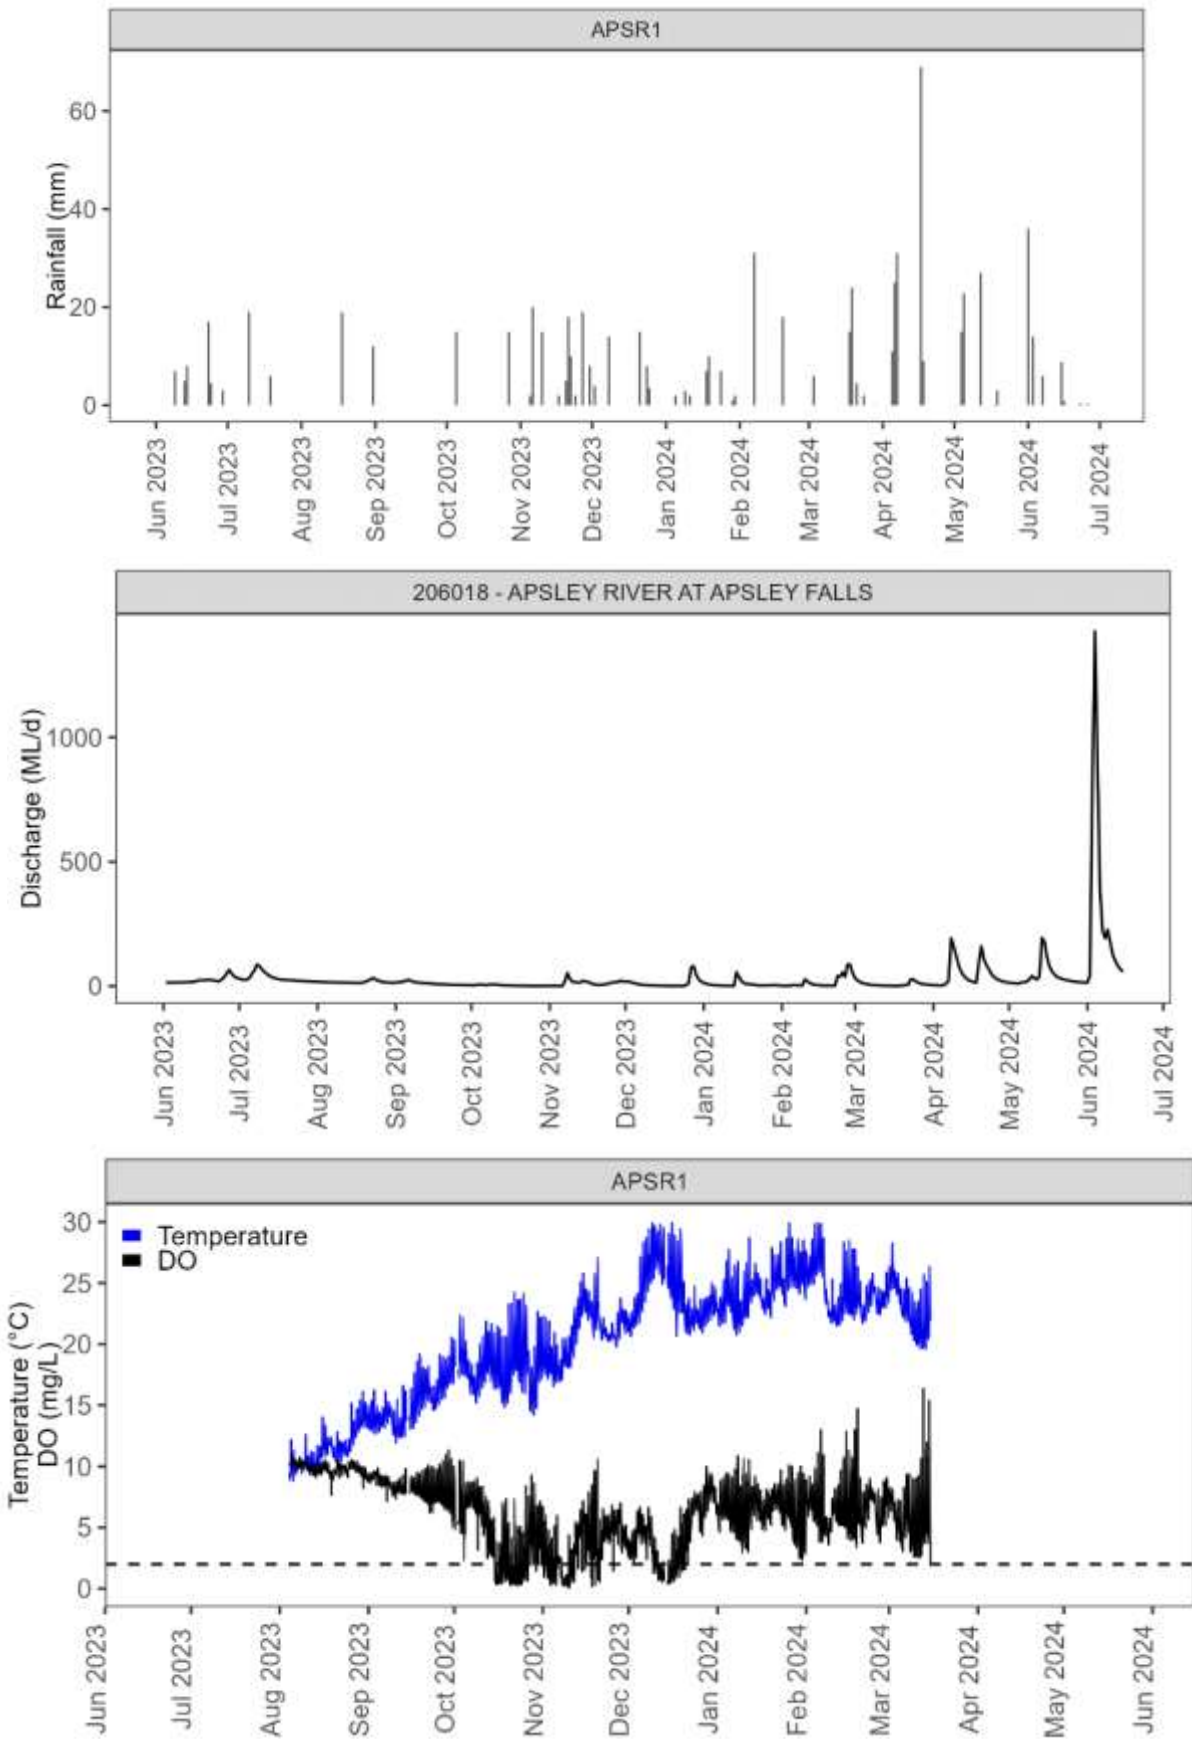 APSR1
Rainfall (mm)
60
40
20
0
Jun 2023
Jul 2023
Aug 2023
Sep 2023
Oct 2023
Nov 2023
Dec 2023
Jan 2024
Feb 2024
Mar 2024
Apr 2024
May 2024
Jun 2024
Jul 2024
206018 - APSLEY RIVER AT APSLEY FALLS
Discharge (ML/d)
1000
500
0
Jun 2023
Jul 2023
Aug 2023
Sep 2023
Oct 2023
Nov 2023
Dec 2023
Jan 2024
Feb 2024
Mar 2024
Apr 2024
May 2024
Jun 2024
Jul 2024
APSR1
Temperature (°C)
DO (mg/L)
30
25
20
15
10
5
0
Temperature
DO
Jun 2023
Jul 2023
Aug 2023
Sep 2023
Oct 2023
Nov 2023
Dec 2023
Jan 2024
Feb 2024
Mar 2024
Apr 2024
May 2024
Jun 2024